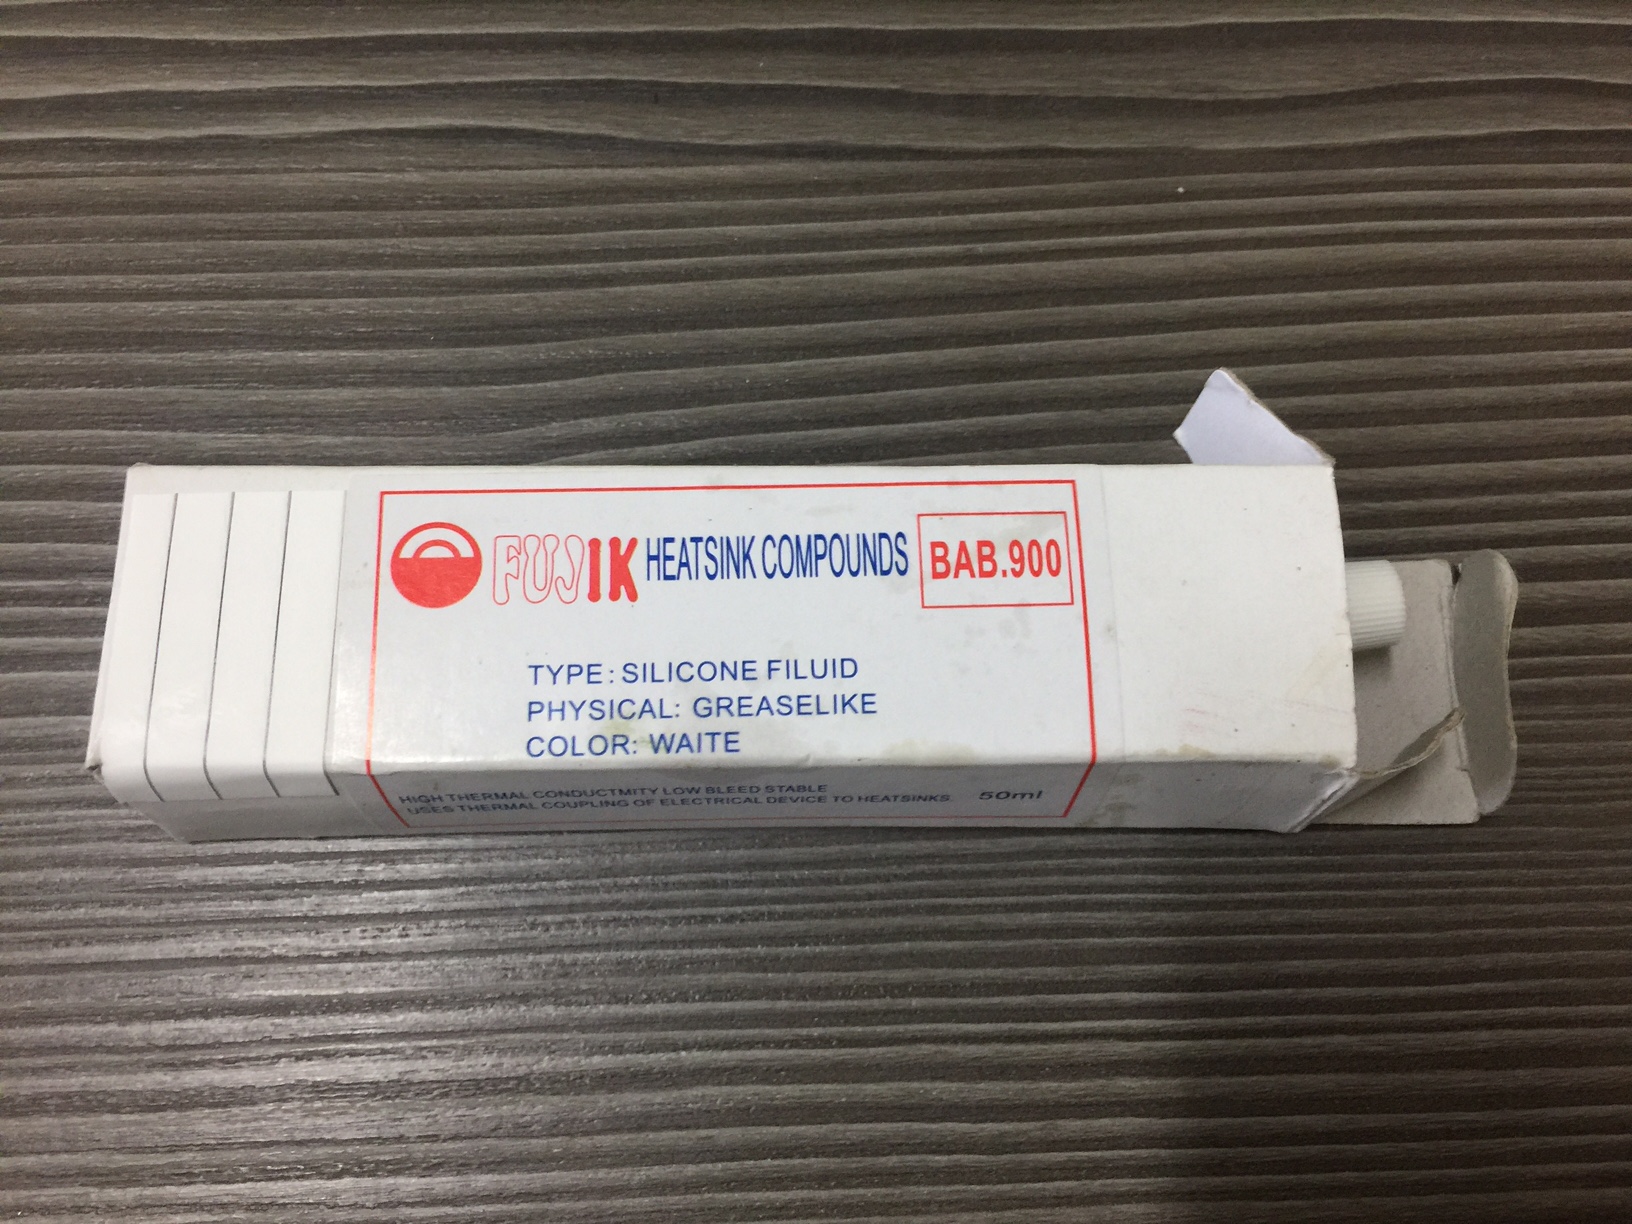 FUJIK HEATSINK COMPOUNDS BAB.900
TYPE: SILICONE FILUID
PHYSICAL: GREASELIKE
COLOR: WAITE
HIGH THERMAL CONDUCTMITY LOW BLEED STABLE
USES THERMAL COUPLING OF ELECTRICAL DEVICE TO HEATSINKS. 50ml